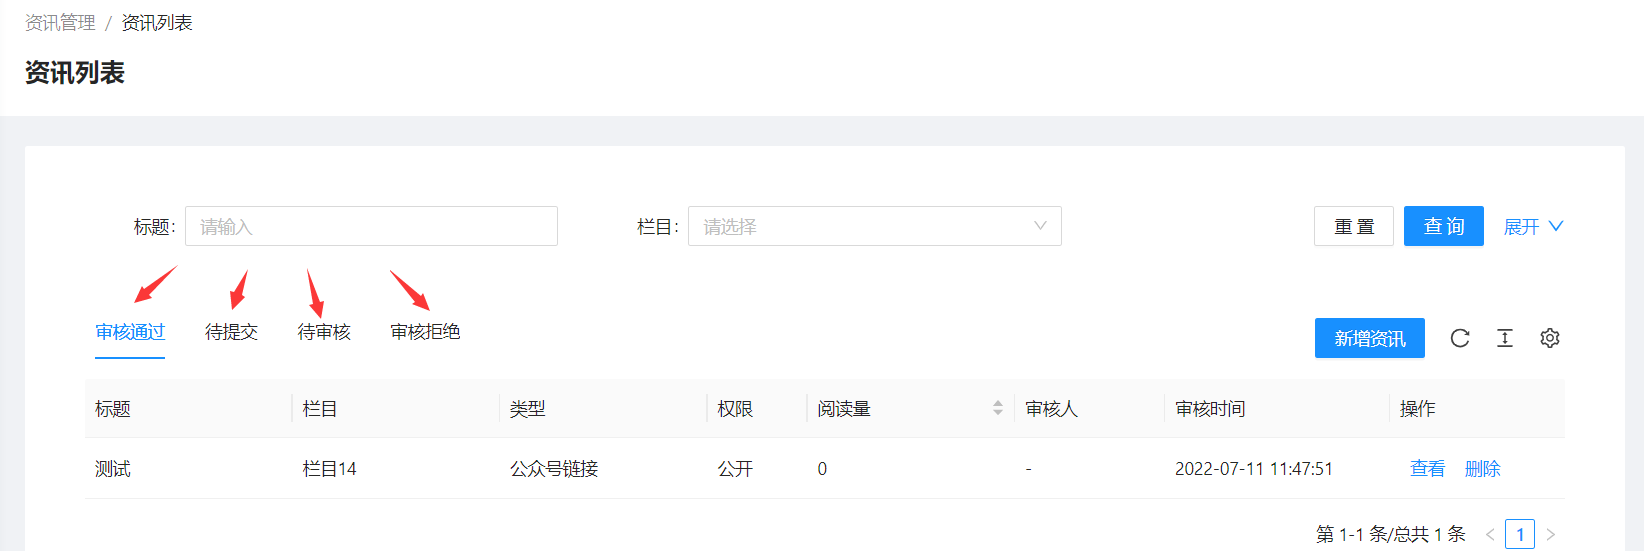 资讯管理 / 资讯列表
资讯列表
标题: 请输入 栏目: 请选择 重 置 查 询 展开
审核通过 待提交 待审核 审核拒绝 新增资讯
标题 栏目 类型 权限 阅读量 审核人 审核时间 操作
测试 栏目14 公众号链接 公开 0 - 2022-07-11 11:47:51 查看 删除
第 1-1 条/总共 1 条 < 1 >